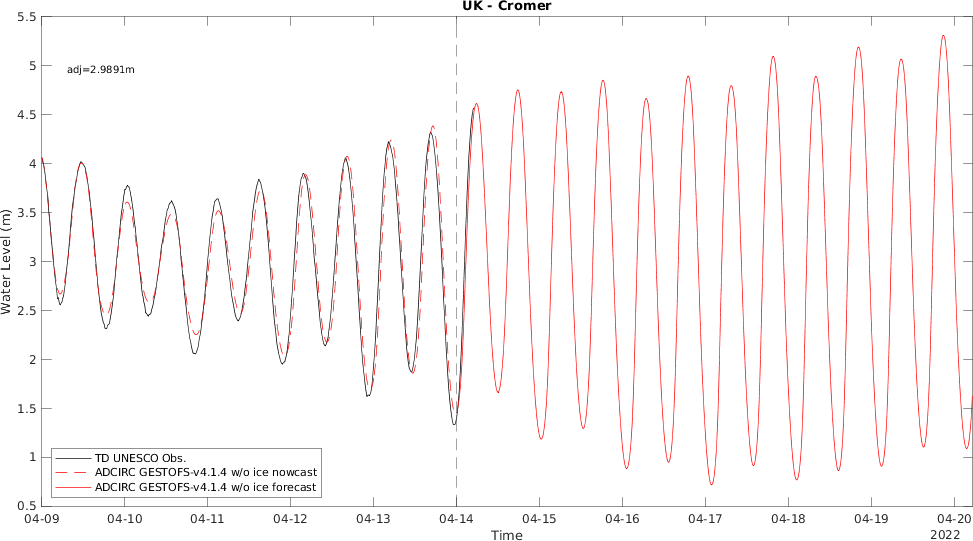 UK - Cromer
5.5
5
4.5
4
3.5
3
2.5
2
1.5
1
0.5
Water Level (m)
adj=2.9891m
TD UNESCO Obs.
ADCIRC GESTOFS-v4.1.4 w/o ice nowcast
ADCIRC GESTOFS-v4.1.4 w/o ice forecast
04-09 04-10 04-11 04-12 04-13 04-14 04-15 04-16 04-17 04-18 04-19 04-20
Time
2022